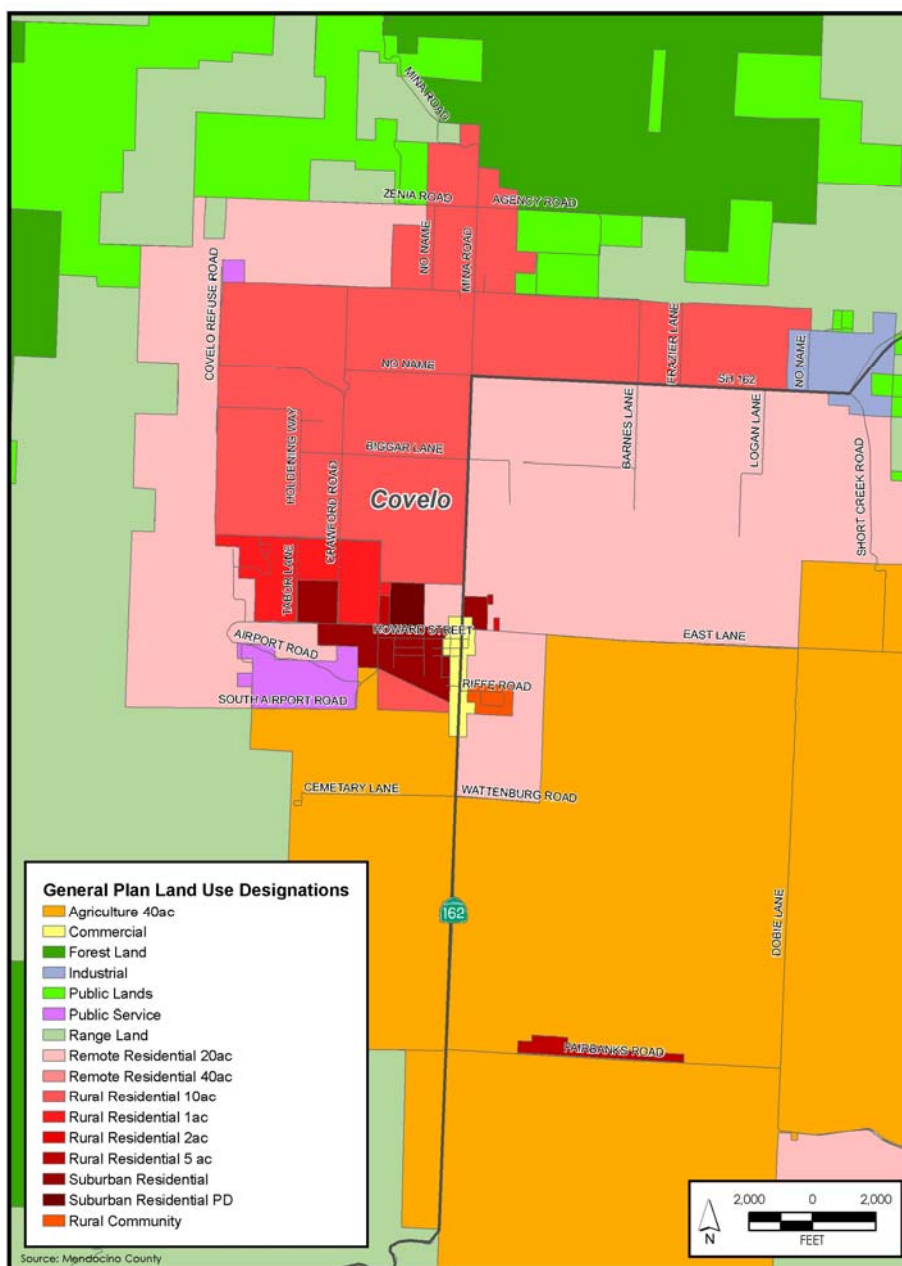 MINA ROAD
ZENIA ROAD
AGENCY ROAD
NO NAME
MINA ROAD
COVELO REFUSE ROAD
FRAZIER LANE
NO NAME
NO NAME
SH 162
BARNES LANE
LOGAN LANE
HOLDENING WAY
BIGGAR LANE
CRAWFORD ROAD
Covelo
SHORT CREEK ROAD
TABOR LANE
HOWARD STREET
EAST LANE
AIRPORT ROAD
RIFFE ROAD
SOUTH AIRPORT ROAD
CEMETARY LANE
WATTENBURG ROAD
General Plan Land Use Designations
Agriculture 40ac
Commercial
Forest Land
Industrial
Public Lands
Public Service
Range Land
Remote Residential 20ac
Remote Residential 40ac
Rural Residential 10ac
Rural Residential 1ac
Rural Residential 2ac
Rural Residential 5 ac
Suburban Residential
Suburban Residential PD
Rural Community
162
DOBIE LANE
FAIRBANKS ROAD
2,000 0 2,000
FEET
N
Source: Mendocino County